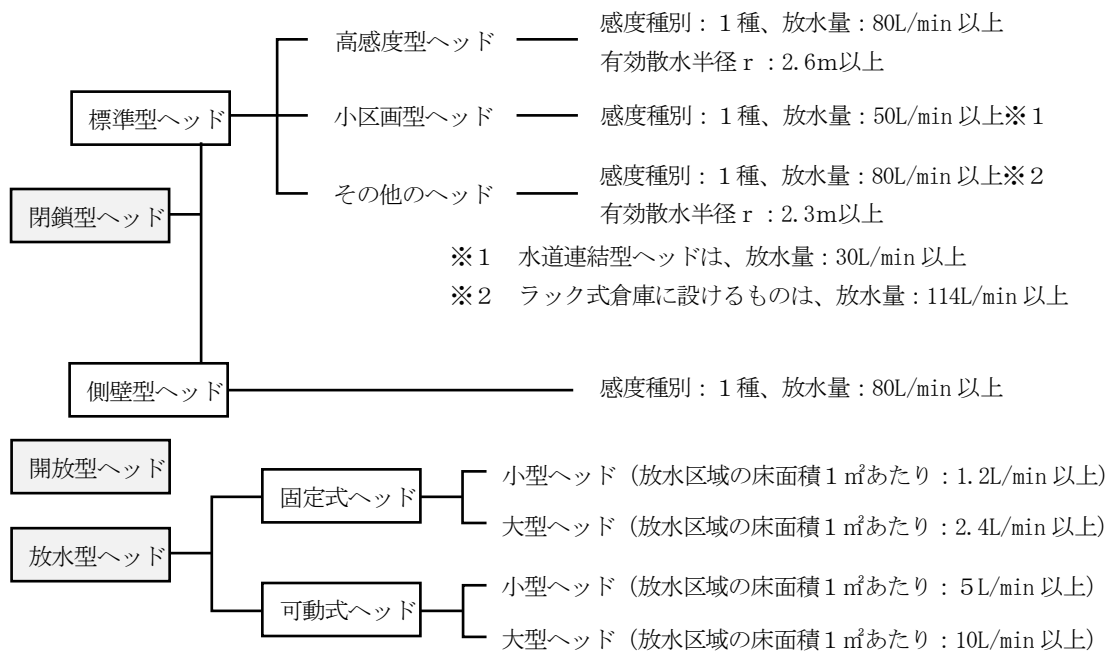 高感度型ヘッド
感度種別：１種、放水量：80L/min 以上
有効散水半径ｒ：2.6ｍ以上
標準型ヘッド
小区画型ヘッド
感度種別：１種、放水量：50L/min 以上※１
その他のヘッド
感度種別：１種、放水量：80L/min 以上※２
有効散水半径ｒ：2.3ｍ以上
閉鎖型ヘッド
※１　水道連結型ヘッドは、放水量：30L/min 以上
※２　ラック式倉庫に設けるものは、放水量：114L/min 以上
側壁型ヘッド
感度種別：１種、放水量：80L/min 以上
開放型ヘッド
小型ヘッド（放水区域の床面積１㎡あたり：1.2L/min 以上）
固定式ヘッド
大型ヘッド（放水区域の床面積１㎡あたり：2.4L/min 以上）
放水型ヘッド
小型ヘッド（放水区域の床面積１㎡あたり：５L/min 以上）
可動式ヘッド
大型ヘッド（放水区域の床面積１㎡あたり：10L/min 以上）